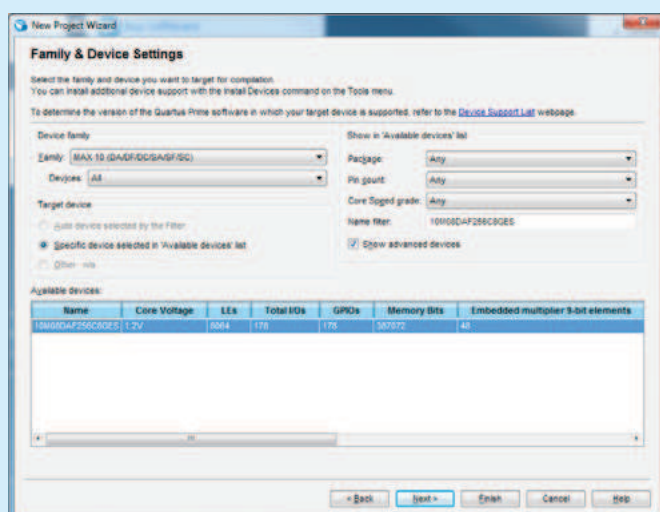 New Project Wizard
Family & Device Settings
Select the family and device you want to target for compilation.
You can install additional device support with the Install Devices command on the Tools menu.
To determine the version of the Quartus Prime software in which your target device is supported, refer to the Device Support List webpage.
Device family
Family: MAX 10 (DA/DF/DC/SA/SF/SC)
Devices: All
Target device
Auto device selected by the Fitter
Specific device selected in 'Available devices' list
Other: n/a
Show in 'Available devices' list
Package: Any
Pin count: Any
Core Speed grade: Any
Name filter: 10M08DAF256C8GES
Show advanced devices
Available devices:
Name Core Voltage LEs Total I/Os GPIOs Memory Bits Embedded multiplier 9-bit elements
10M08DAF256C8GES 1.2V 8064 178 178 387072 48
< Back Next > Finish Cancel Help